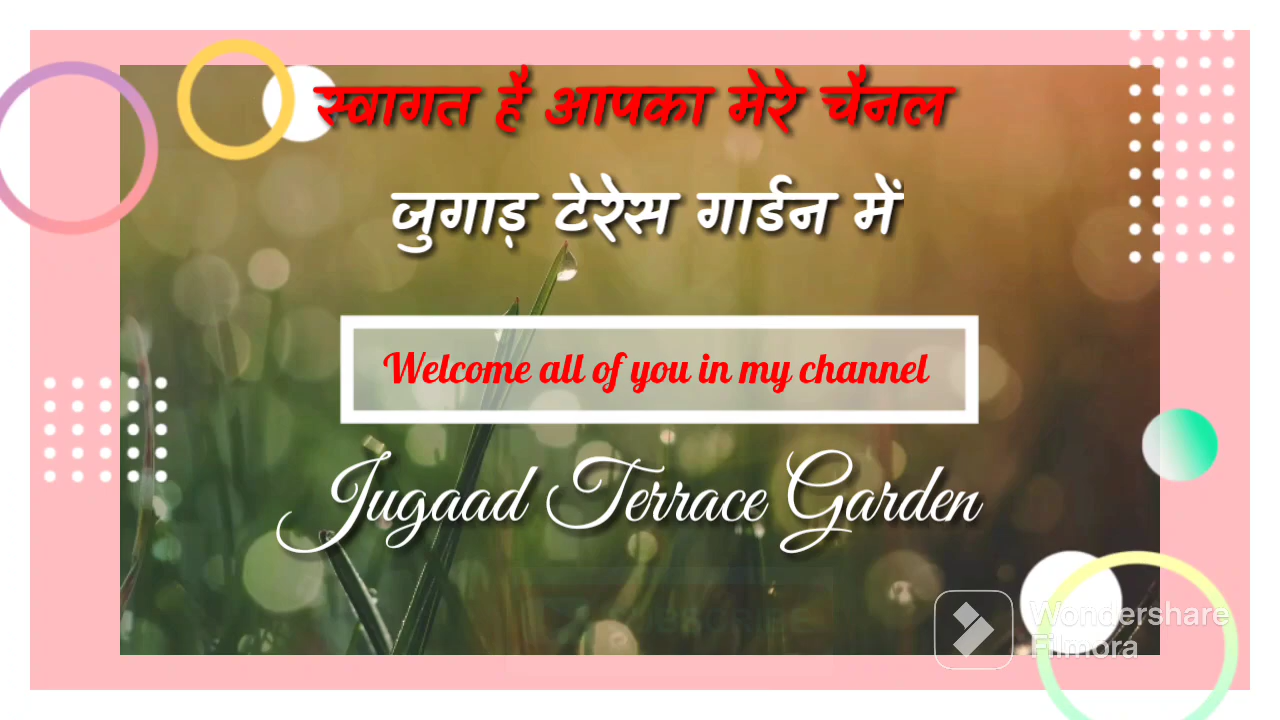 स्वागत है आपका मेरे चैनल
जुगाड़ टेरेस गार्डन में
Welcome all of you in my channel
Jugaad Terrace Garden
Wondershare
Filmora